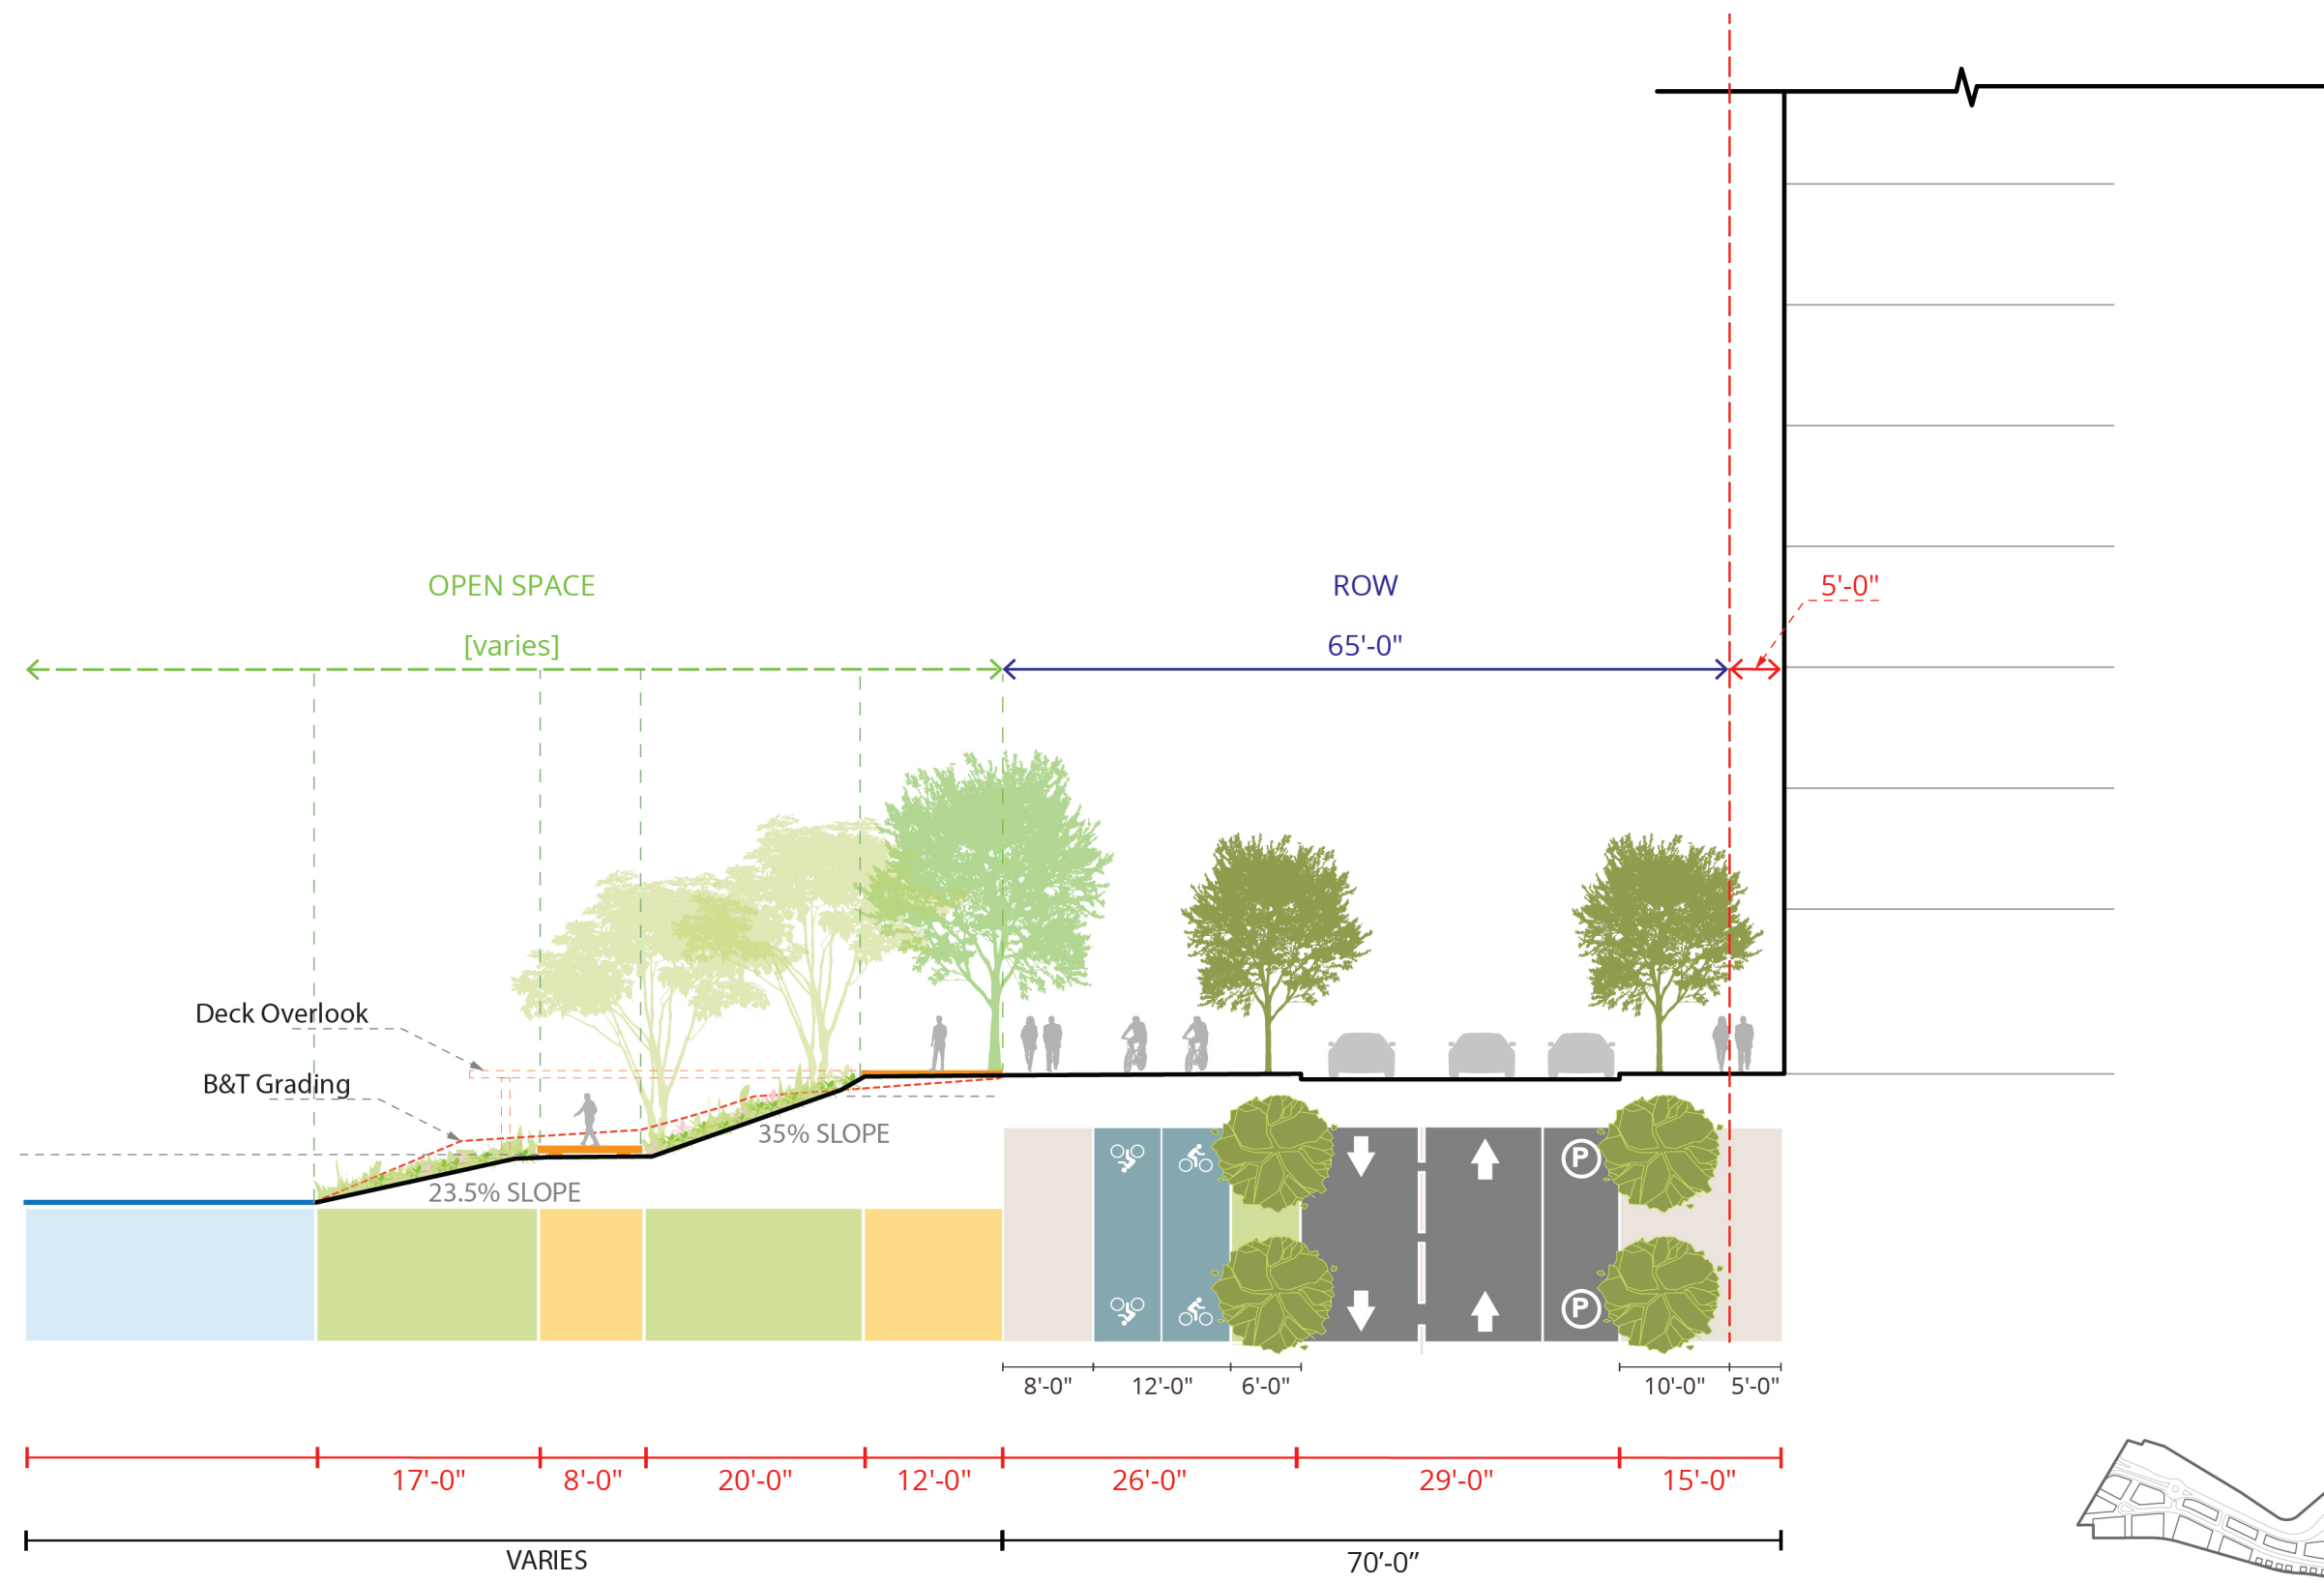 OPEN SPACE
[varies]
ROW
65'-0"
5'-0"
Deck Overlook
B&T Grading
35% SLOPE
23.5% SLOPE
P
P
8'-0" 12'-0" 6'-0" 10'-0" 5'-0"
17'-0" 8'-0" 20'-0" 12'-0" 26'-0" 29'-0" 15'-0"
VARIES 70’-0”